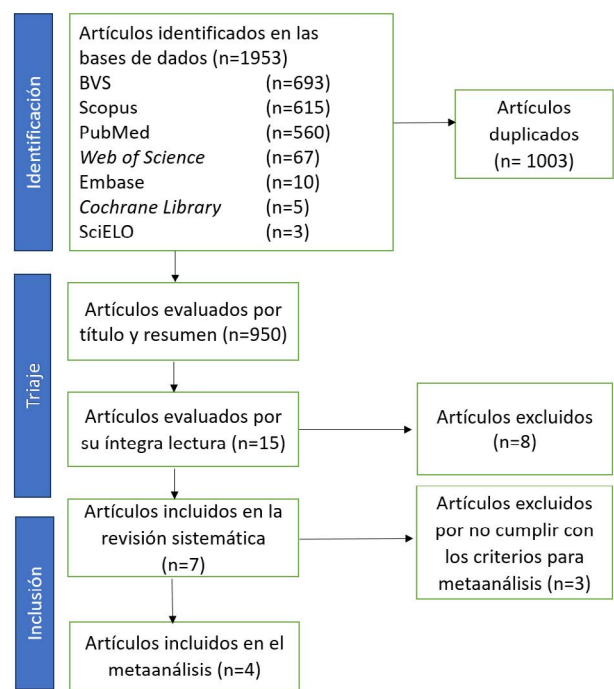 Identificación
Artículos identificados en las
bases de dados (n=1953)
BVS (n=693)
Scopus (n=615)
PubMed (n=560)
Web of Science (n=67)
Embase (n=10)
Cochrane Library (n=5)
SciELO (n=3)
Artículos
duplicados
(n= 1003)
Triaje
Artículos evaluados por
título y resumen (n=950)
Artículos evaluados por
su íntegra lectura (n=15)
Artículos excluidos
(n=8)
Inclusión
Artículos incluidos en la
revisión sistemática
(n=7)
Artículos excluidos
por no cumplir con
los criterios para
metaanálisis (n=3)
Artículos incluidos en el
metaanálisis (n=4)